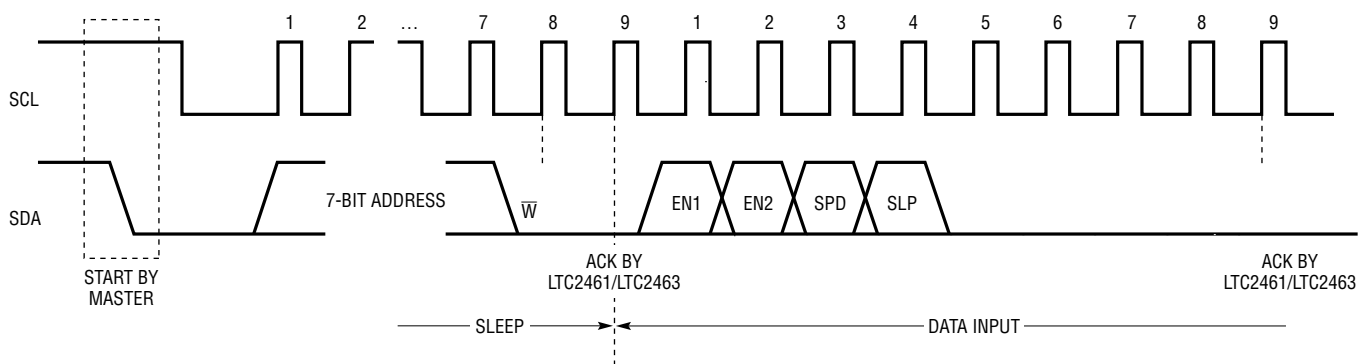 1 2 … 7 8 9 1 2 3 4 5 6 7 8 9
SCL
SDA
7-BIT ADDRESS
W̅
EN1
EN2
SPD
SLP
START BY
MASTER
ACK BY
LTC2461/LTC2463
ACK BY
LTC2461/LTC2463
SLEEP
DATA INPUT